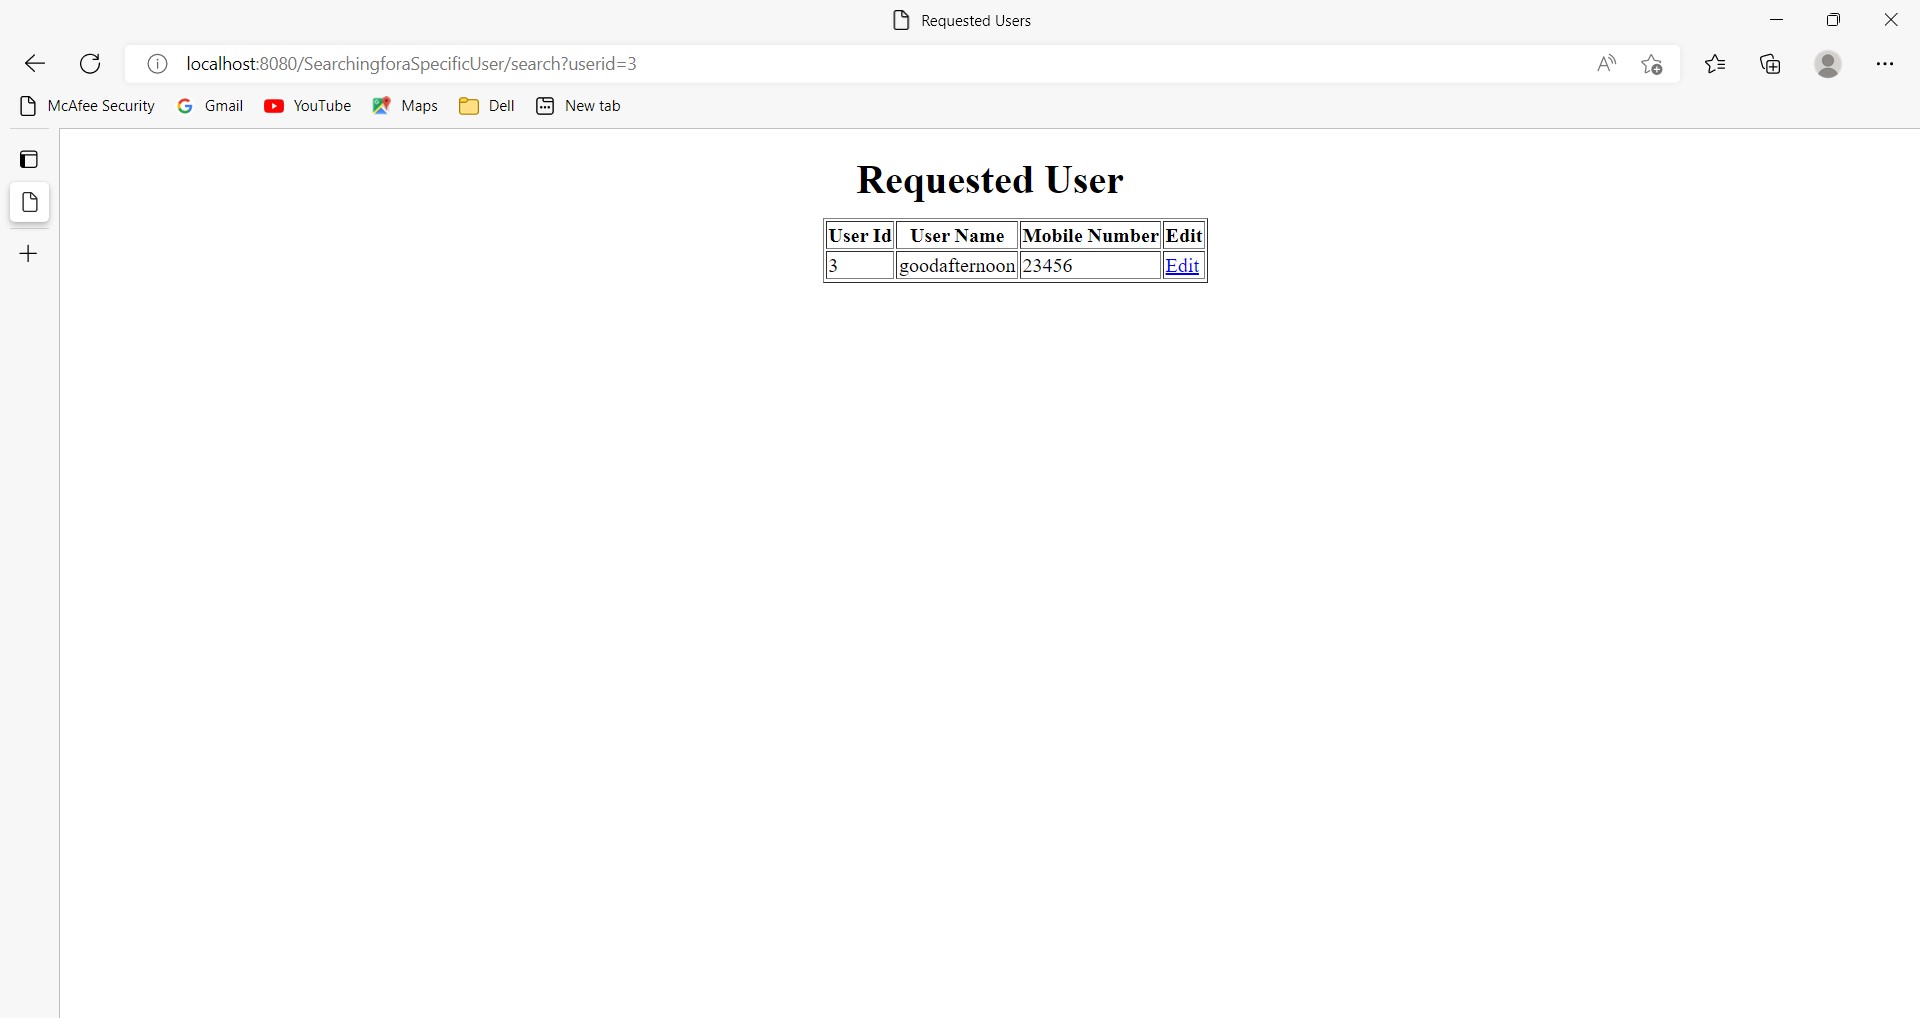 Requested Users
localhost:8080/SearchingforaSpecificUser/search?userid=3
McAfee Security Gmail YouTube Maps Dell New tab
Requested User
User Id User Name Mobile Number Edit
3 goodafternoon 23456 Edit